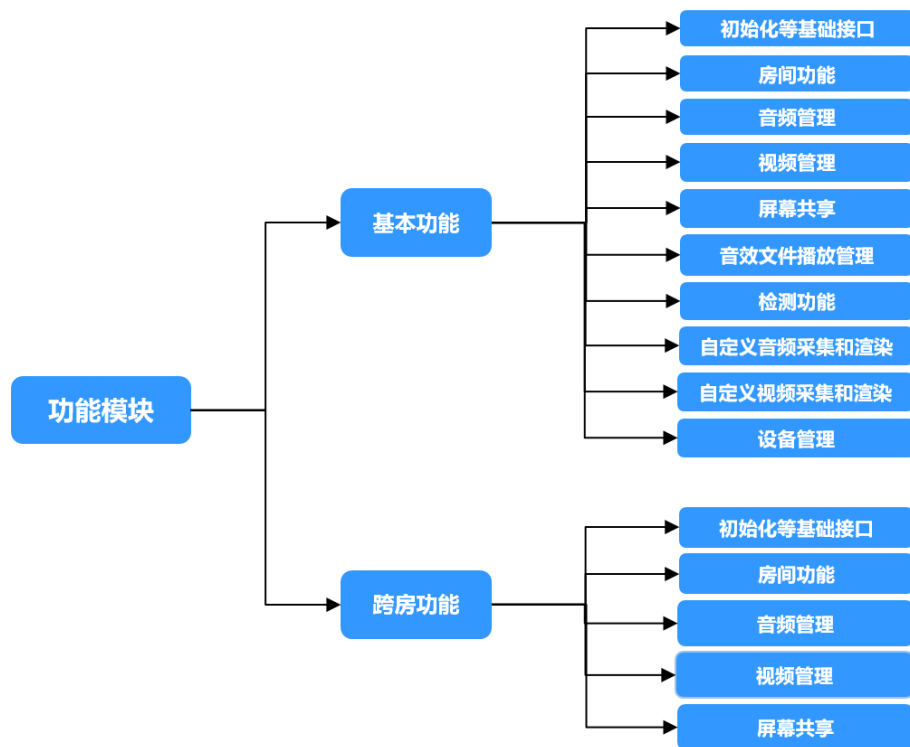 初始化等基础接口
房间功能
音频管理
视频管理
屏幕共享
基本功能
音效文件播放管理
检测功能
自定义音频采集和渲染
自定义视频采集和渲染
设备管理
功能模块
初始化等基础接口
房间功能
跨房功能
音频管理
视频管理
屏幕共享